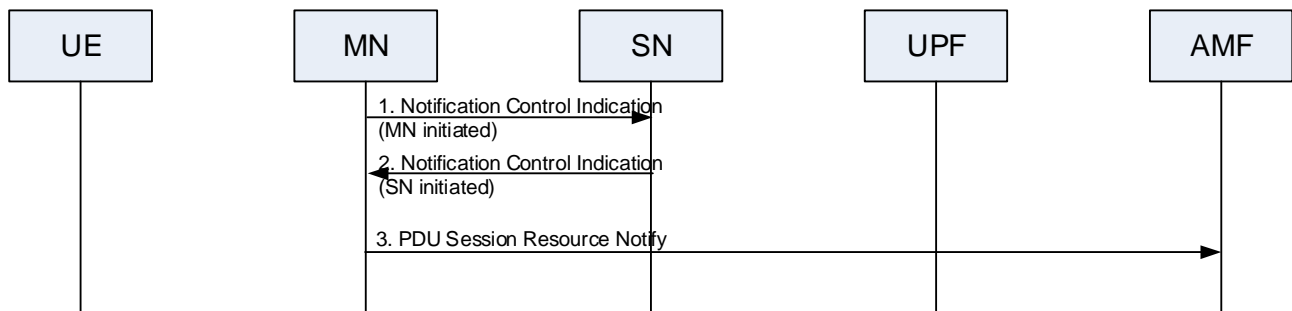 UE
MN
SN
UPF
AMF
1. Notification Control Indication
(MN initiated)
2. Notification Control Indication
(SN initiated)
3. PDU Session Resource Notify